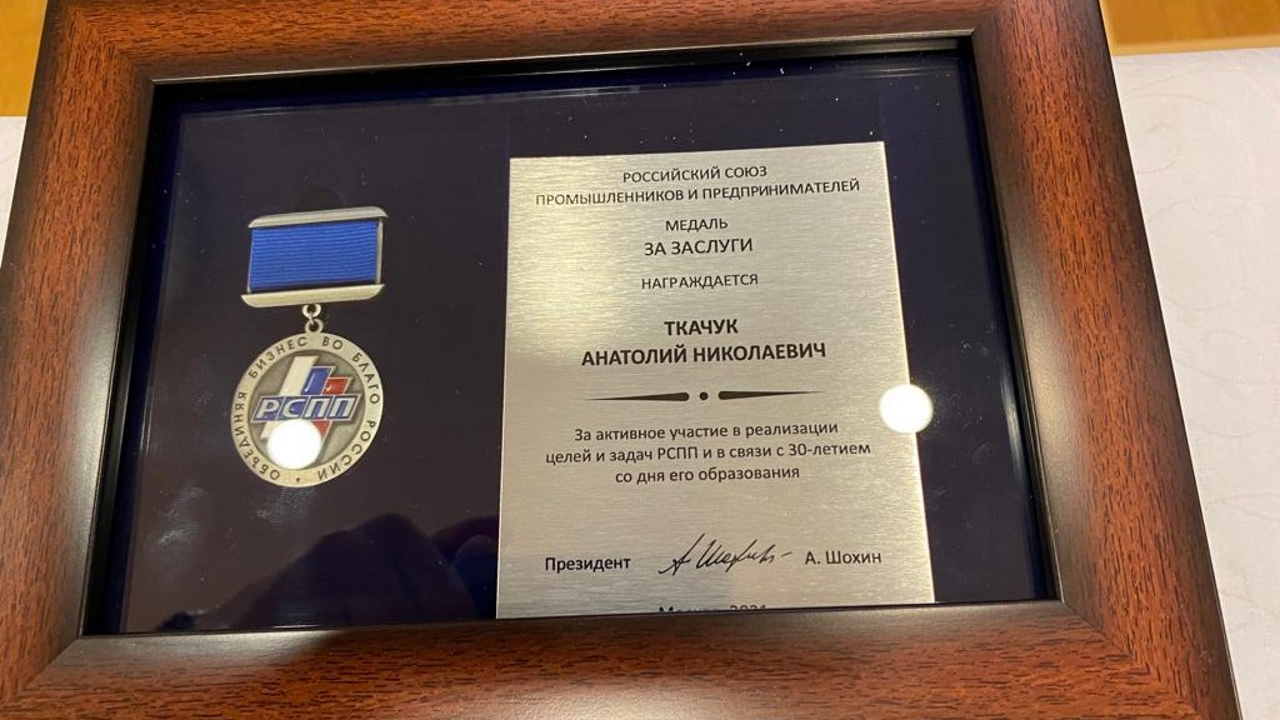 ОБЪЕДИНЯЯ БИЗНЕС ВО БЛАГО РОССИИ
РСПП
РОССИЙСКИЙ СОЮЗ
ПРОМЫШЛЕННИКОВ И ПРЕДПРИНИМАТЕЛЕЙ
МЕДАЛЬ
ЗА ЗАСЛУГИ
НАГРАЖДАЕТСЯ
ТКАЧУК
АНАТОЛИЙ НИКОЛАЕВИЧ
За активное участие в реализации
целей и задач РСПП и в связи с 30-летием
со дня его образования
Президент А. Шохин